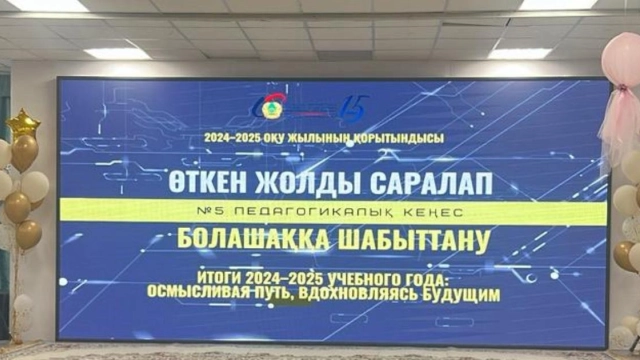 15
2024–2025 ОҚУ ЖЫЛЫНЫҢ ҚОРЫТЫНДЫСЫ
ӨТКЕН ЖОЛДЫ САРАЛАП
№5 ПЕДАГОГИКАЛЫҚ КЕҢЕС
БОЛАШАҚҚА ШАБЫТТАНУ
ИТОГИ 2024–2025 УЧЕБНОГО ГОДА:
ОСМЫСЛИВАЯ ПУТЬ, ВДОХНОВЛЯЯСЬ БУДУЩИМ